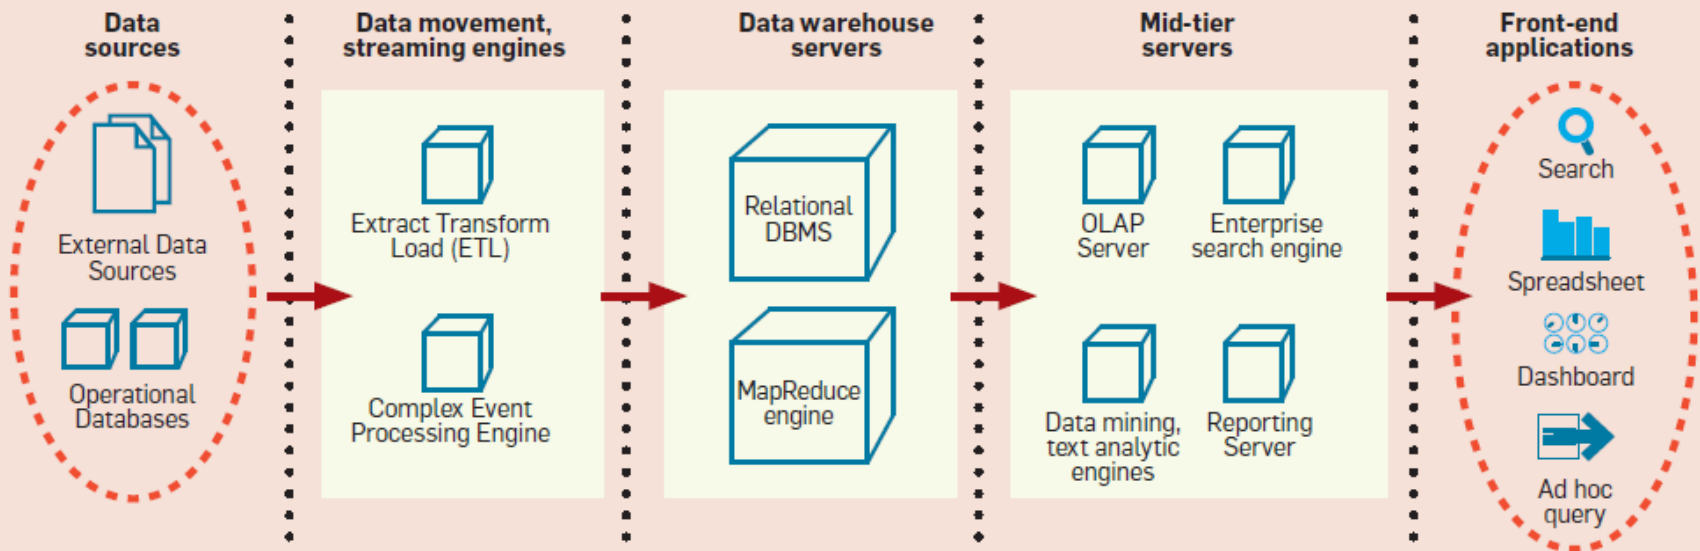 Data
sources
External Data
Sources
Operational
Databases
Data movement,
streaming engines
Extract Transform
Load (ETL)
Complex Event
Processing Engine
Data warehouse
servers
Relational
DBMS
MapReduce
engine
Mid-tier
servers
OLAP
Server
Enterprise
search engine
Data mining,
text analytic
engines
Reporting
Server
Front-end
applications
Search
Spreadsheet
Dashboard
Ad hoc
query